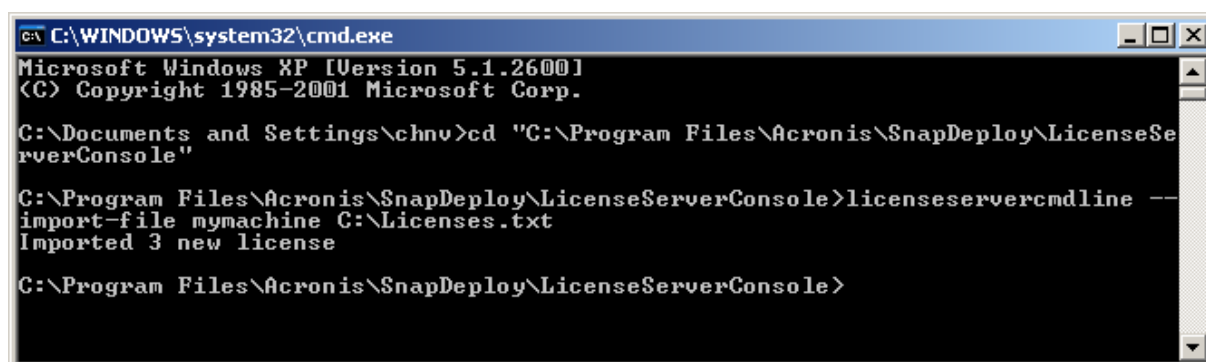 C:\WINDOWS\system32\cmd.exe
Microsoft Windows XP [Version 5.1.2600]
(C) Copyright 1985-2001 Microsoft Corp.
C:\Documents and Settings\chnv>cd "C:\Program Files\Acronis\SnapDeploy\LicenseSe
rverConsole"
C:\Program Files\Acronis\SnapDeploy\LicenseServerConsole>licenseservercmdline --
import-file mymachine C:\Licenses.txt
Imported 3 new license
C:\Program Files\Acronis\SnapDeploy\LicenseServerConsole>